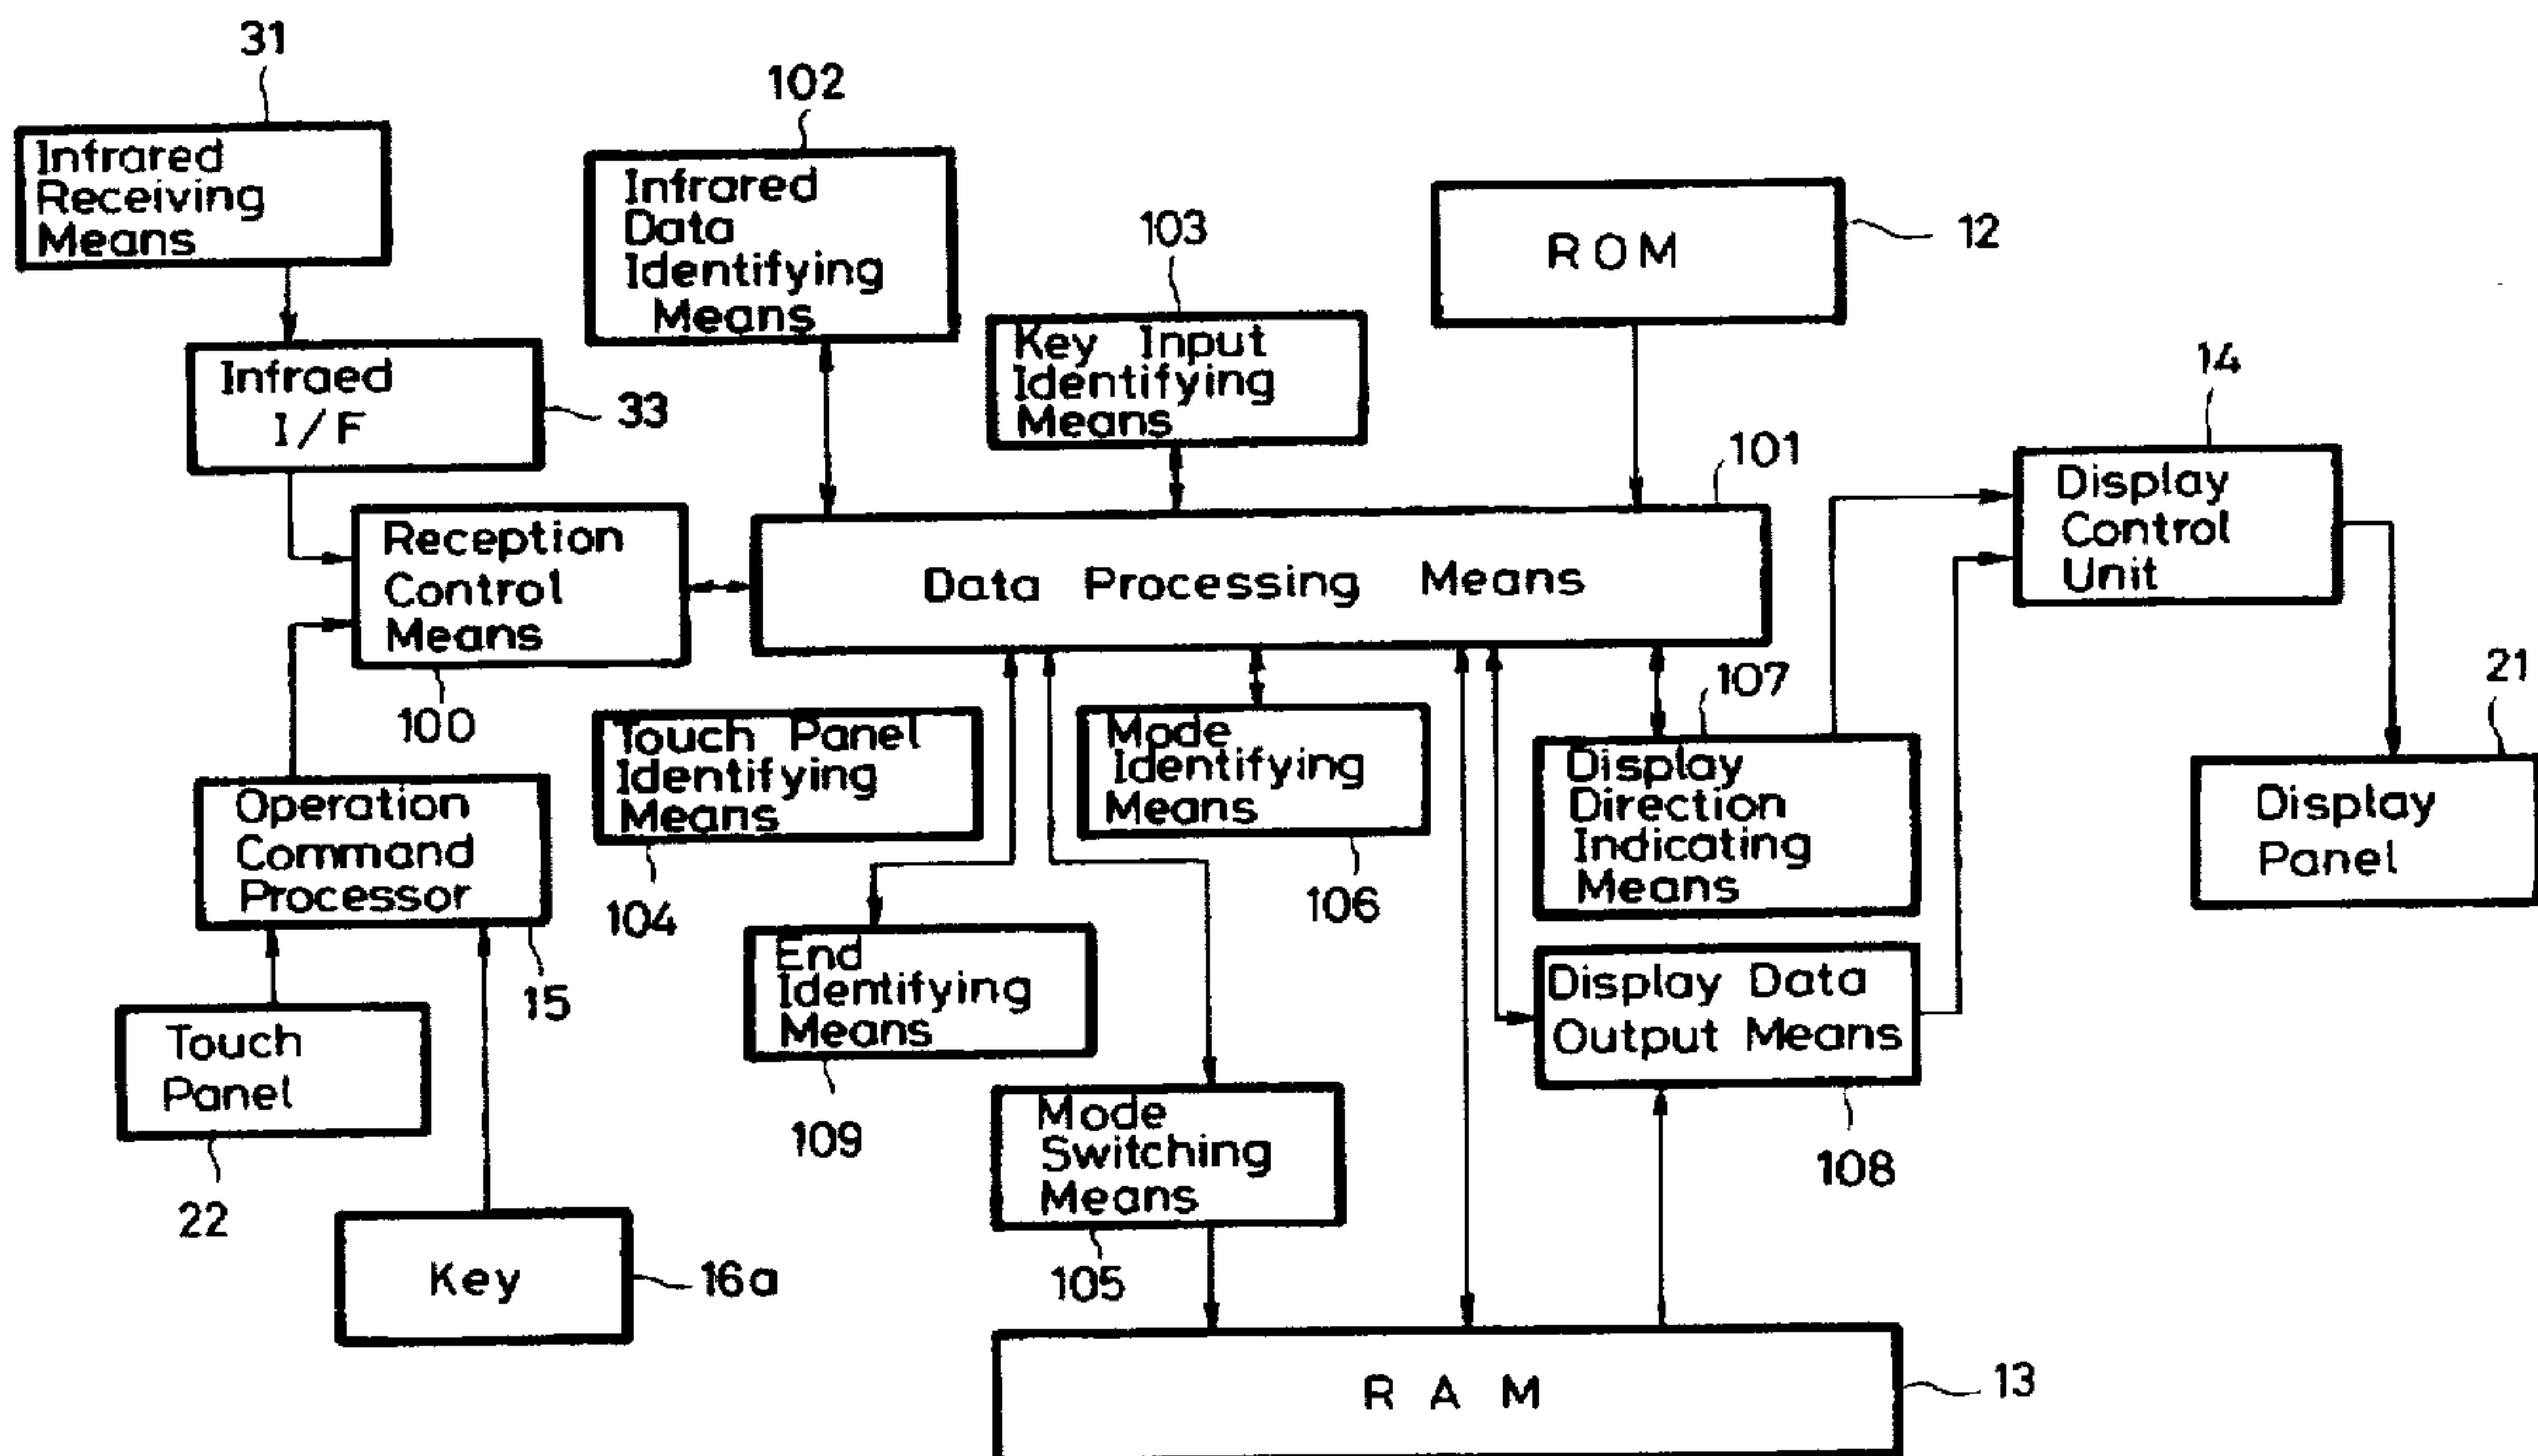 31
Infrared
Receiving
Means
102
Infrared
Data
Identifying
Means
103
Key Input
Identifying
Means
ROM
12
Infraed
I/F
33
14
Display
Control
Unit
101
Data Processing Means
Reception
Control
Means
100
Operation
Command
Processor
15
Touch Panel
Identifying
Means
104
Mode
Identifying
Means
106
107
Display
Direction
Indicating
Means
21
Display
Panel
End
Identifying
Means
109
Display Data
Output Means
108
Touch
Panel
22
Mode
Switching
Means
105
Key
16a
RAM
13